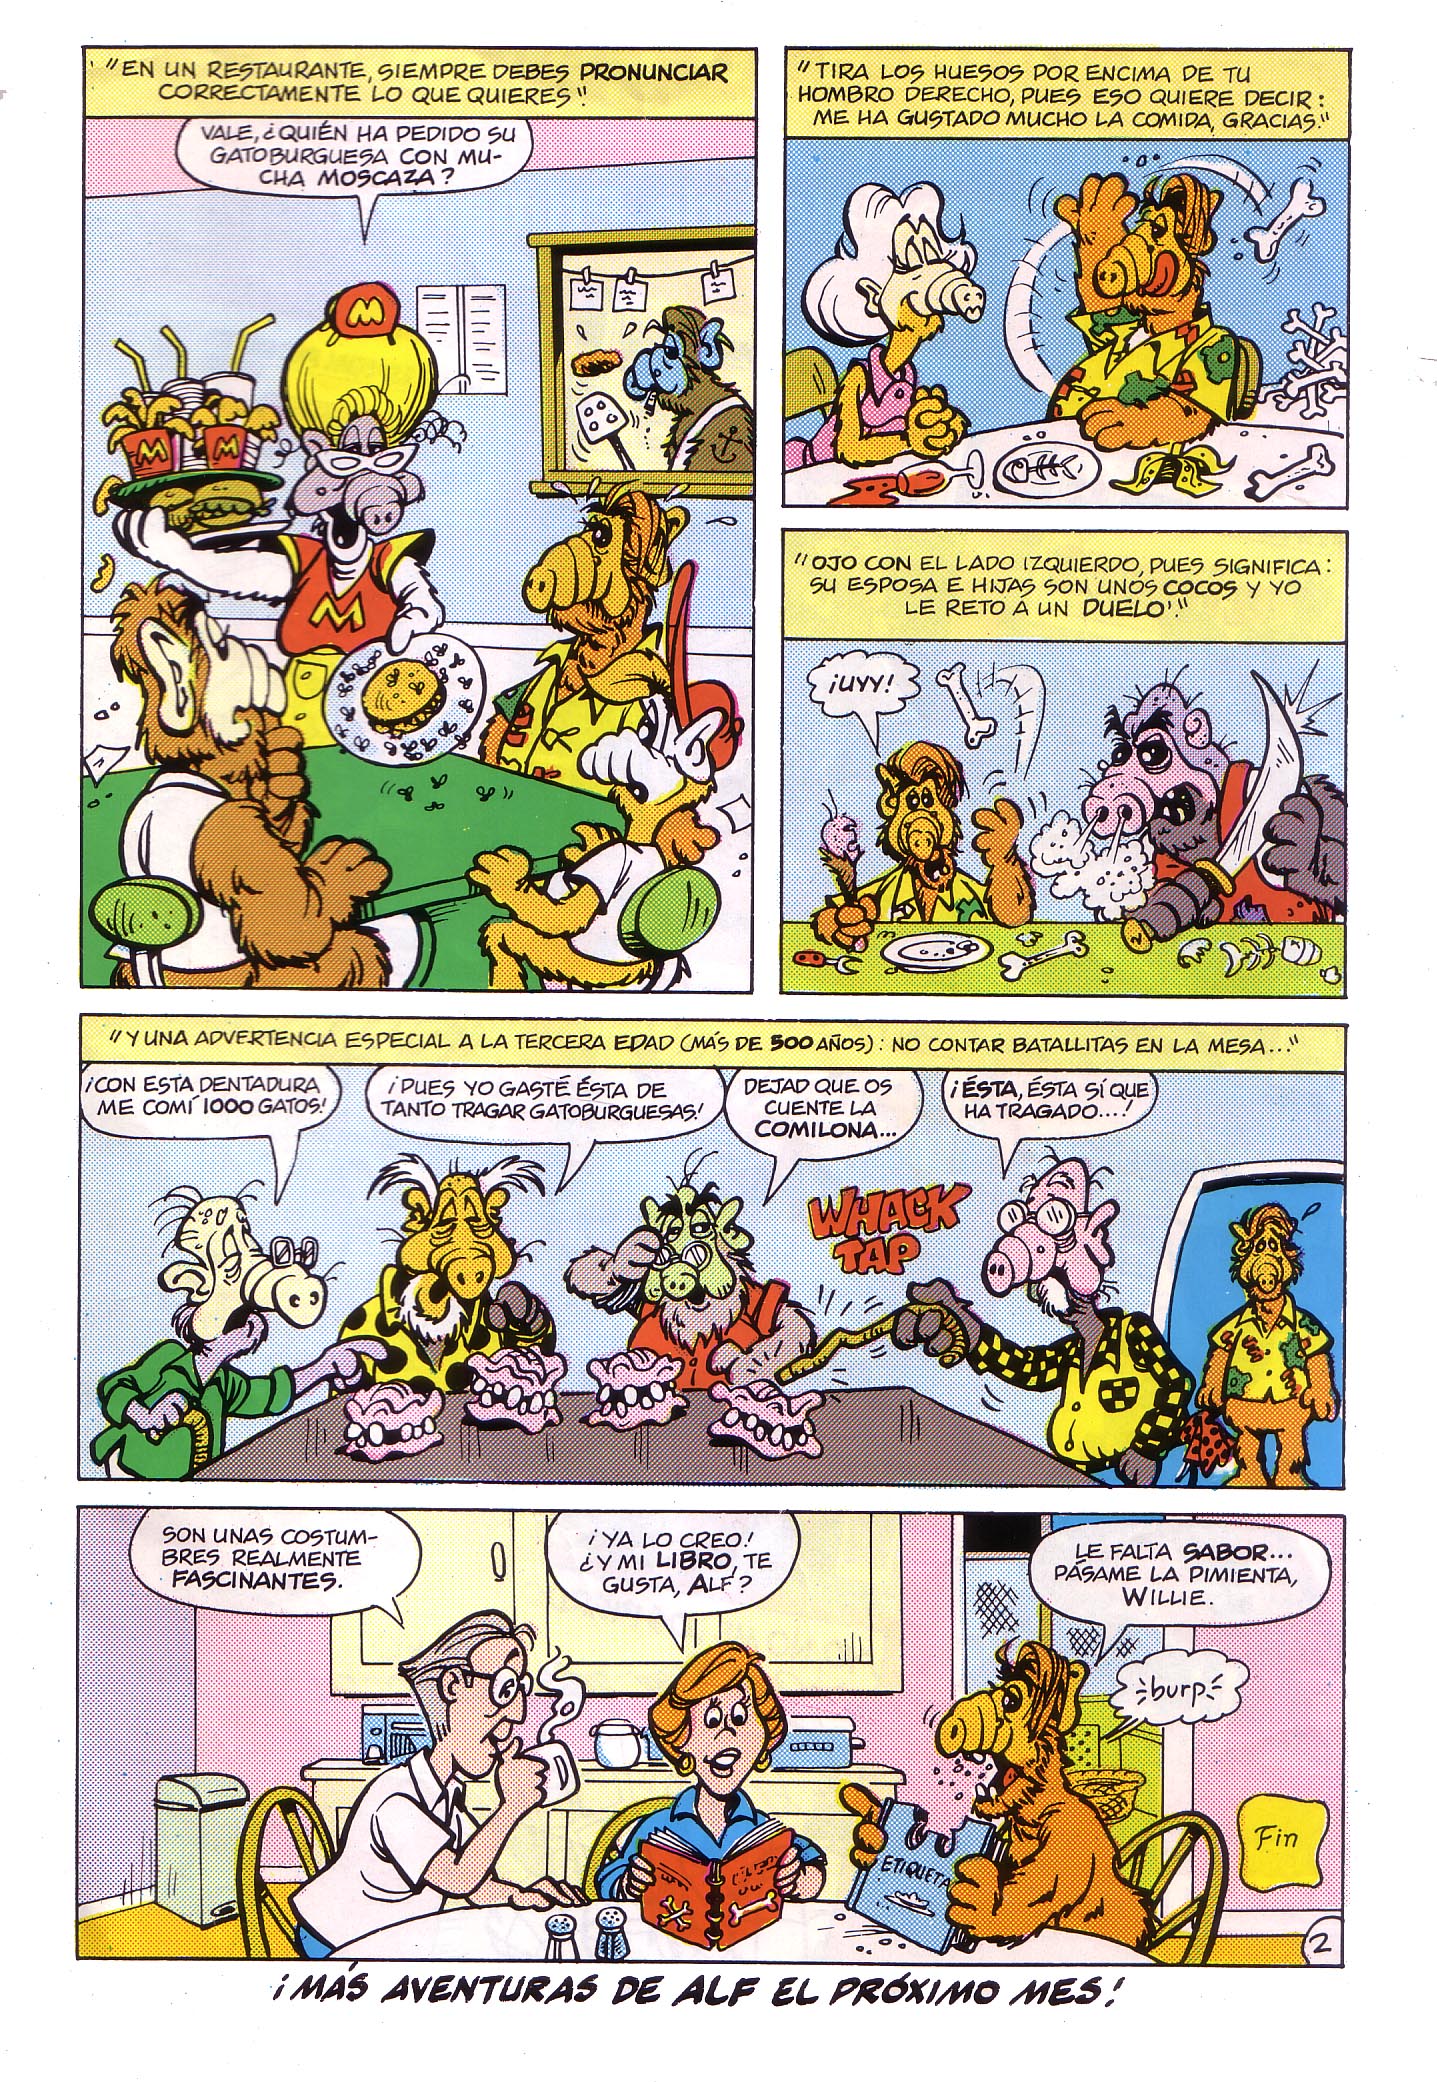 "EN UN RESTAURANTE, SIEMPRE DEBES PRONUNCIAR
CORRECTAMENTE LO QUE QUIERES".
VALE, ¿QUIÉN HA PEDIDO SU
GATOBURGUESA CON MU-
CHA MOSCAZA?
M
M
M
M
"TIRA LOS HUESOS POR ENCIMA DE TU
HOMBRO DERECHO, PUES ESO QUIERE DECIR:
ME HA GUSTADO MUCHO LA COMIDA, GRACIAS."
"OJO CON EL LADO IZQUIERDO, PUES SIGNIFICA:
SU ESPOSA E HIJAS SON UNOS COCOS Y YO
LE RETO A UN DUELO'."
¡UYY!
"Y UNA ADVERTENCIA ESPECIAL A LA TERCERA EDAD (MÁS DE 500 AÑOS): NO CONTAR BATALLITAS EN LA MESA..."
¡CON ESTA DENTADURA
ME COMÍ 1000 GATOS!
¡PUES YO GASTÉ ÉSTA DE
TANTO TRAGAR GATOBURGUESAS!
DEJAD QUE OS
CUENTE LA
COMILONA...
¡ÉSTA, ÉSTA SÍ QUE
HA TRAGADO...!
WHACK
TAP
SON UNAS COSTUM-
BRES REALMENTE
FASCINANTES.
¡YA LO CREO!
¿Y MI LIBRO, TE
GUSTA, ALF?
LE FALTA SABOR...
PÁSAME LA PIMIENTA,
WILLIE.
burp
ETIQUETA
Fin
2
¡MÁS AVENTURAS DE ALF EL PRÓXIMO MES!